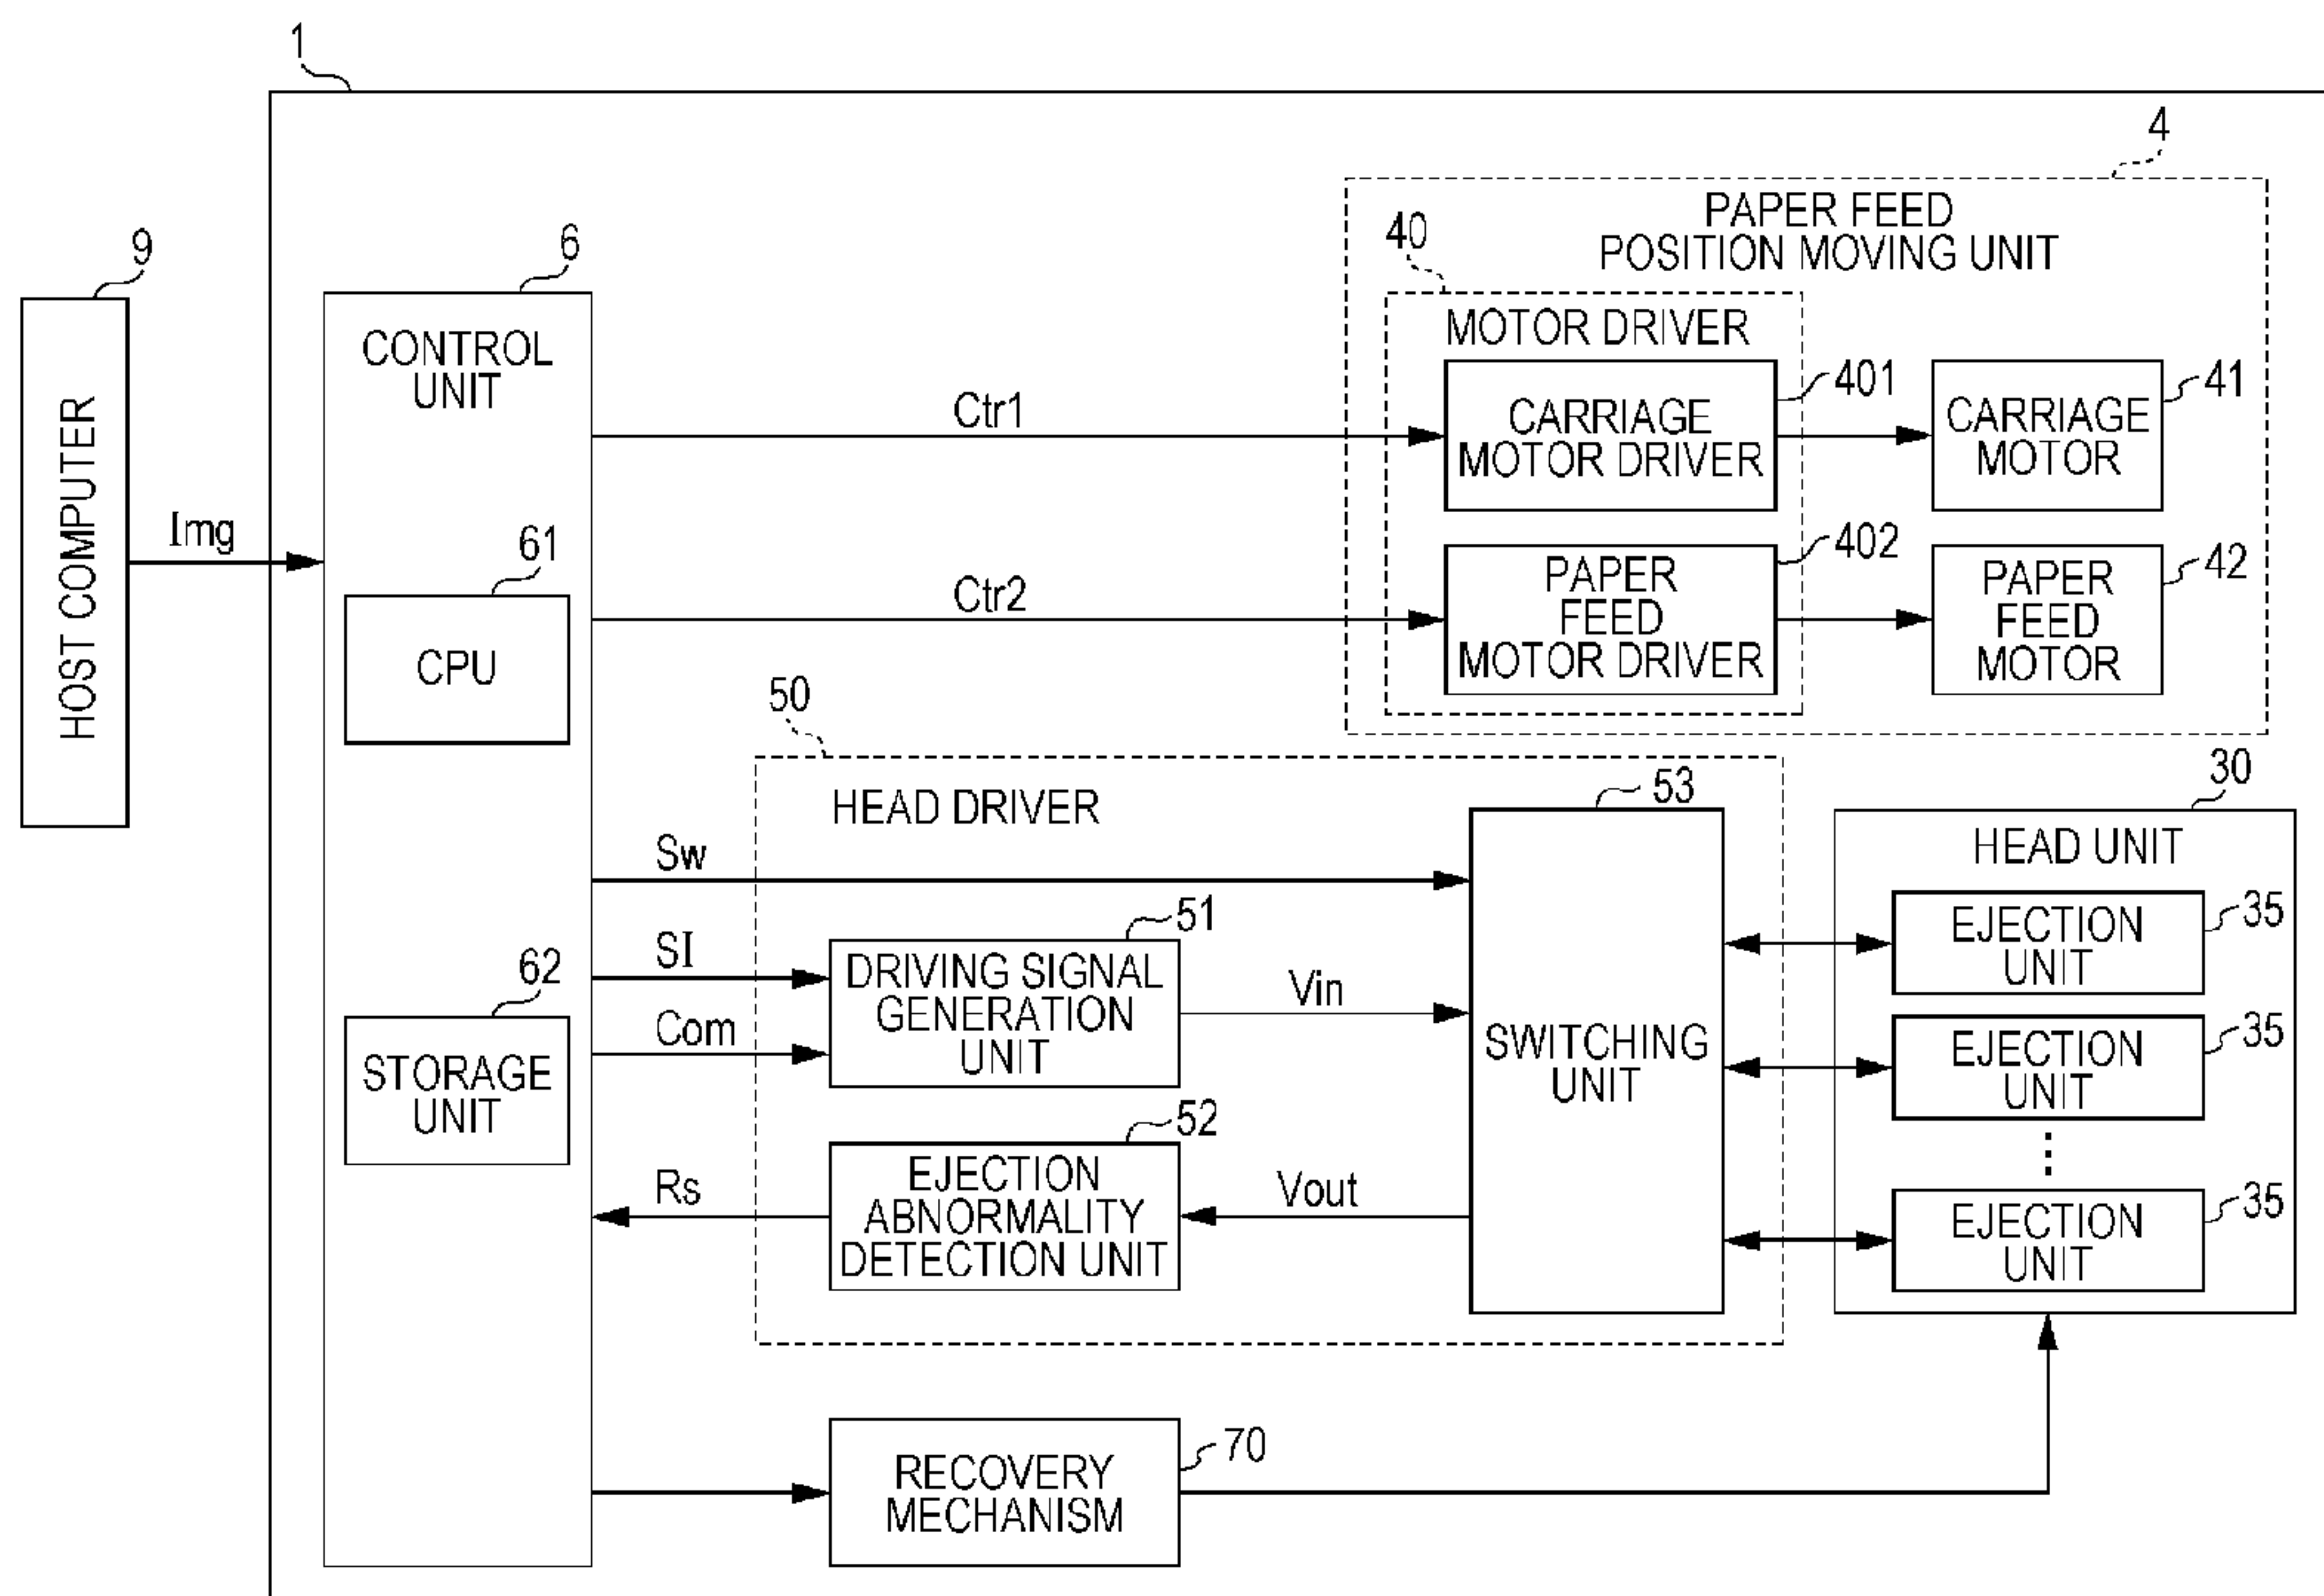 1
4
PAPER FEED
POSITION MOVING UNIT
9
HOST COMPUTER
Img
6
CONTROL
UNIT
61
CPU
62
STORAGE
UNIT
Ctr1
Ctr2
40
MOTOR DRIVER
401
CARRIAGE
MOTOR DRIVER
41
CARRIAGE
MOTOR
402
PAPER
FEED
MOTOR DRIVER
42
PAPER
FEED
MOTOR
50
HEAD DRIVER
Sw
SI
Com
Rs
51
DRIVING SIGNAL
GENERATION
UNIT
Vin
52
EJECTION
ABNORMALITY
DETECTION UNIT
Vout
53
SWITCHING
UNIT
30
HEAD UNIT
EJECTION
UNIT
35
EJECTION
UNIT
35
EJECTION
UNIT
35
70
RECOVERY
MECHANISM